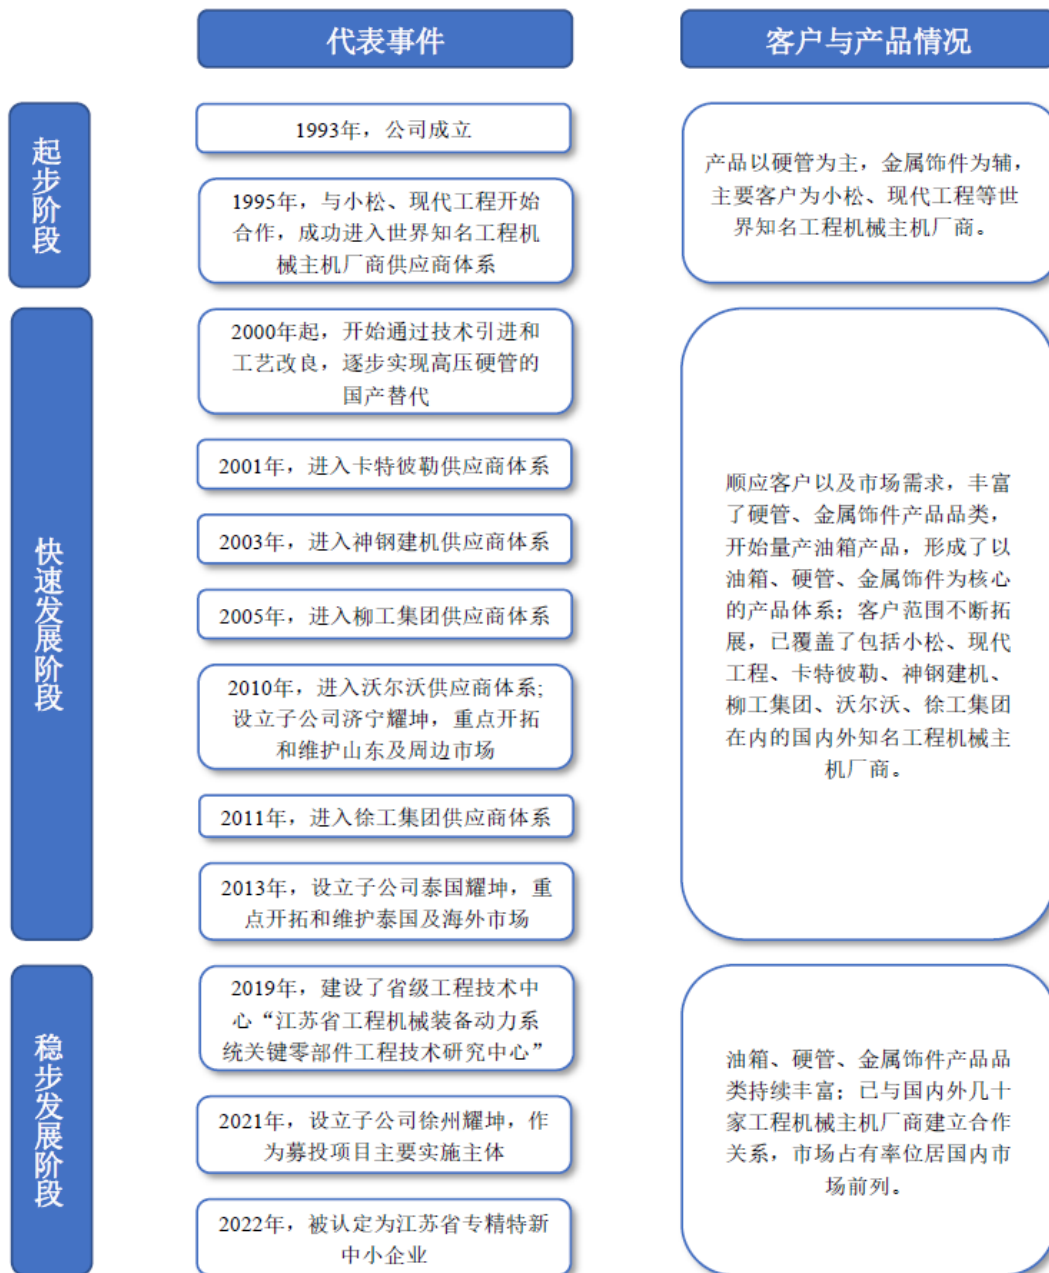 代表事件
客户与产品情况
起步阶段
1993年，公司成立
1995年，与小松、现代工程开始
合作，成功进入世界知名工程机
械主机厂商供应商体系
产品以硬管为主，金属饰件为辅，
主要客户为小松、现代工程等世
界知名工程机械主机厂商。
快速发展阶段
2000年起，开始通过技术引进和
工艺改良，逐步实现高压硬管的
国产替代
2001年，进入卡特彼勒供应商体系
2003年，进入神钢建机供应商体系
2005年，进入柳工集团供应商体系
2010年，进入沃尔沃供应商体系;
设立子公司济宁耀坤，重点开拓
和维护山东及周边市场
2011年，进入徐工集团供应商体系
2013年，设立子公司泰国耀坤，重
点开拓和维护泰国及海外市场
顺应客户以及市场需求，丰富
了硬管、金属饰件产品品类，
开始量产油箱产品，形成了以
油箱、硬管、金属饰件为核心
的产品体系；客户范围不断拓
展，已覆盖了包括小松、现代
工程、卡特彼勒、神钢建机、
柳工集团、沃尔沃、徐工集团
在内的国内外知名工程机械主
机厂商。
稳步发展阶段
2019年，建设了省级工程技术中
心“江苏省工程机械装备动力系
统关键零部件工程技术研究中心”
2021年，设立子公司徐州耀坤，作
为募投项目主要实施主体
2022年，被认定为江苏省专精特新
中小企业
油箱、硬管、金属饰件产品品
类持续丰富；已与国内外几十
家工程机械主机厂商建立合作
关系，市场占有率位居国内市
场前列。